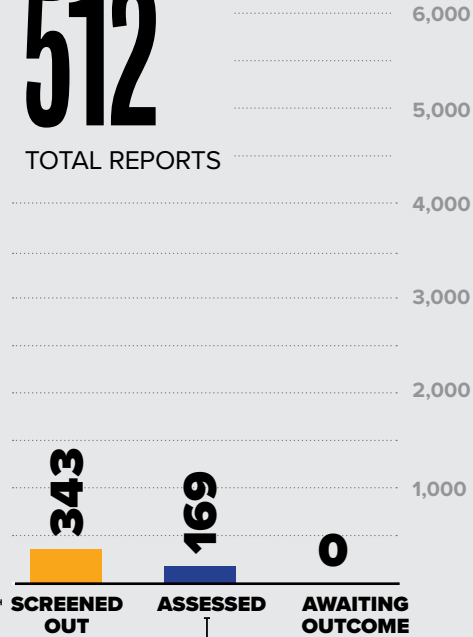 512
TOTAL REPORTS
6,000
5,000
4,000
3,000
2,000
1,000
343
169
0
SCREENED
OUT
ASSESSED
AWAITING
OUTCOME